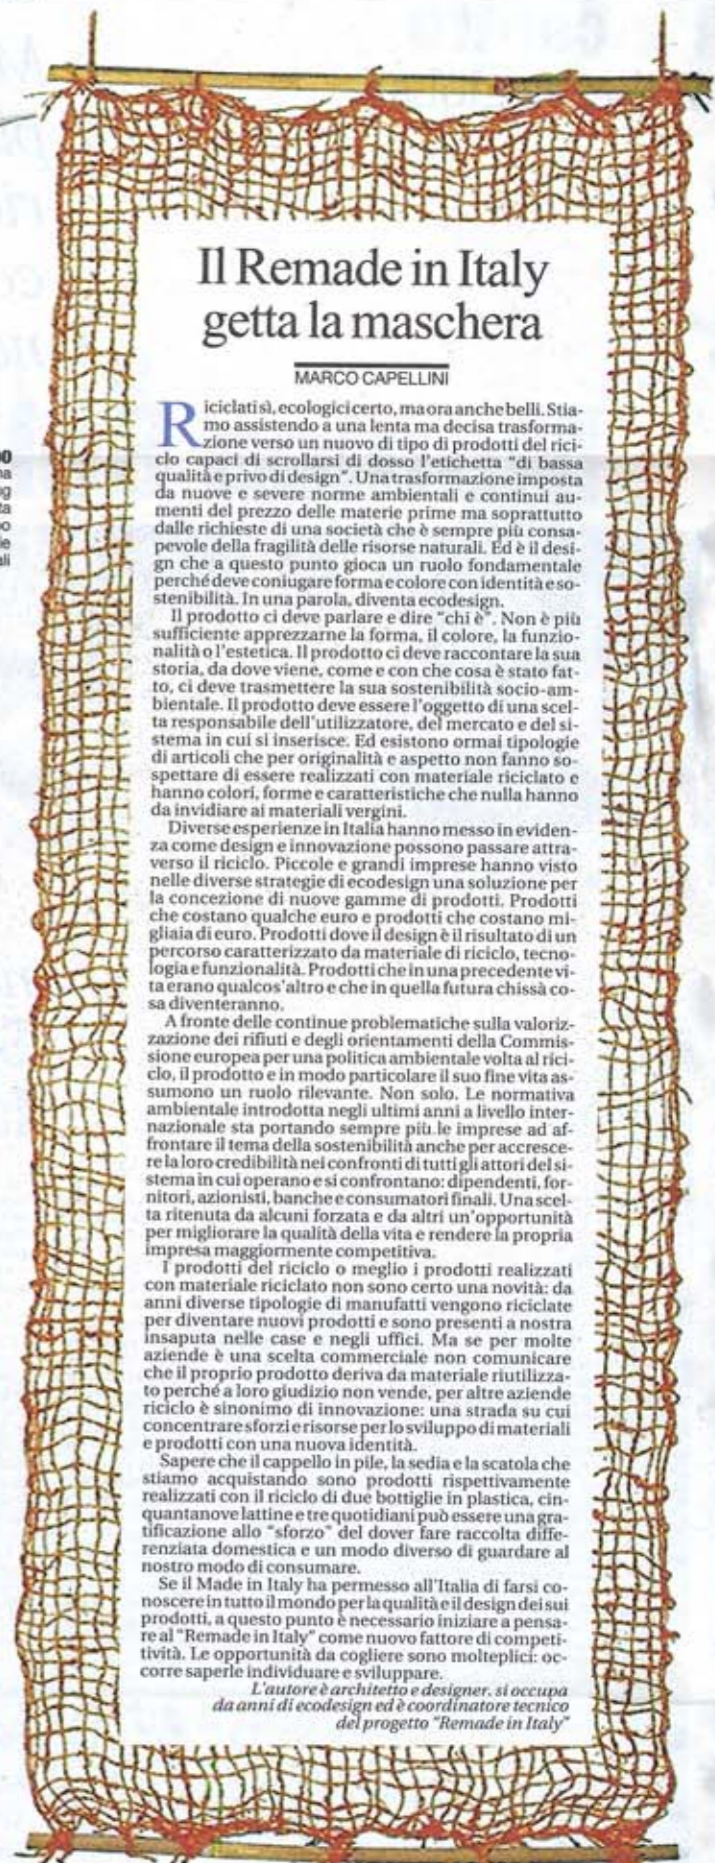 Il Remade in Italy
getta la maschera
MARCO CAPELLINI
Riciclati sì, ecologici certo, ma ora anche belli. Stia-
mo assistendo a una lenta ma decisa trasforma-
zione verso un nuovo di tipo di prodotti del rici-
clo capaci di scrollarsi di dosso l'etichetta "di bassa
qualità e privo di design". Una trasformazione imposta
da nuove e severe norme ambientali e continui au-
menti del prezzo delle materie prime ma soprattutto
dalle richieste di una società che è sempre più consa-
pevole della fragilità delle risorse naturali. Ed è il desi-
gn che a questo punto gioca un ruolo fondamentale
perché deve coniugare forma e colore con identità e so-
stenibilità. In una parola, diventa ecodesign.
Il prodotto ci deve parlare e dire "chi è". Non è più
sufficiente apprezzarne la forma, il colore, la funzio-
nalità o l'estetica. Il prodotto ci deve raccontare la sua
storia, da dove viene, come e con che cosa è stato fat-
to, ci deve trasmettere la sua sostenibilità socio-am-
bientale. Il prodotto deve essere l'oggetto di una scel-
ta responsabile dell'utilizzatore, del mercato e del si-
stema in cui si inserisce. Ed esistono ormai tipologie
di articoli che per originalità e aspetto non fanno so-
spettare di essere realizzati con materiale riciclato e
hanno colori, forme e caratteristiche che nulla hanno
da invidiare ai materiali vergini.
Diverse esperienze in Italia hanno messo in eviden-
za come design e innovazione possono passare attra-
verso il riciclo. Piccole e grandi imprese hanno visto
nelle diverse strategie di ecodesign una soluzione per
la concezione di nuove gamme di prodotti. Prodotti
che costano qualche euro e prodotti che costano mi-
gliaia di euro. Prodotti dove il design è il risultato di un
percorso caratterizzato da materiale di riciclo, tecno-
logia e funzionalità. Prodotti che in una precedente vi-
ta erano qualcos'altro e che in quella futura chissà co-
sa diventeranno.
A fronte delle continue problematiche sulla valoriz-
zazione dei rifiuti e degli orientamenti della Commis-
sione europea per una politica ambientale volta al rici-
clo, il prodotto e in modo particolare il suo fine vita as-
sumono un ruolo rilevante. Non solo. Le normativa
ambientale introdotta negli ultimi anni a livello inter-
nazionale sta portando sempre più le imprese ad af-
frontare il tema della sostenibilità anche per accresce-
re la loro credibilità nei confronti di tutti gli attori del si-
stema in cui operano e si confrontano: dipendenti, for-
nitori, azionisti, banche e consumatori finali. Una scel-
ta ritenuta da alcuni forzata e da altri un'opportunità
per migliorare la qualità della vita e rendere la propria
impresa maggiormente competitiva.
I prodotti del riciclo o meglio i prodotti realizzati
con materiale riciclato non sono certo una novità: da
anni diverse tipologie di manufatti vengono riciclate
per diventare nuovi prodotti e sono presenti a nostra
insaputa nelle case e negli uffici. Ma se per molte
aziende è una scelta commerciale non comunicare
che il proprio prodotto deriva da materiale riutilizza-
to perché a loro giudizio non vende, per altre aziende
riciclo è sinonimo di innovazione: una strada su cui
concentrare sforzi e risorse per lo sviluppo di materiali
e prodotti con una nuova identità.
Sapere che il cappello in pile, la sedia e la scatola che
stiamo acquistando sono prodotti rispettivamente
realizzati con il riciclo di due bottiglie in plastica, cin-
quantanove lattine e tre quotidiani può essere una gra-
tificazione allo "sforzo" del dover fare raccolta diffe-
renziata domestica e un modo diverso di guardare al
nostro modo di consumare.
Se il Made in Italy ha permesso all'Italia di farsi co-
noscere in tutto il mondo per la qualità e il design dei sui
prodotti, a questo punto è necessario iniziare a pensa-
re al "Remade in Italy" come nuovo fattore di competi-
tività. Le opportunità da cogliere sono molteplici: oc-
corre saperle individuare e sviluppare.
L'autore è architetto e designer. si occupa
da anni di ecodesign ed è coordinatore tecnico
del progetto "Remade in Italy"